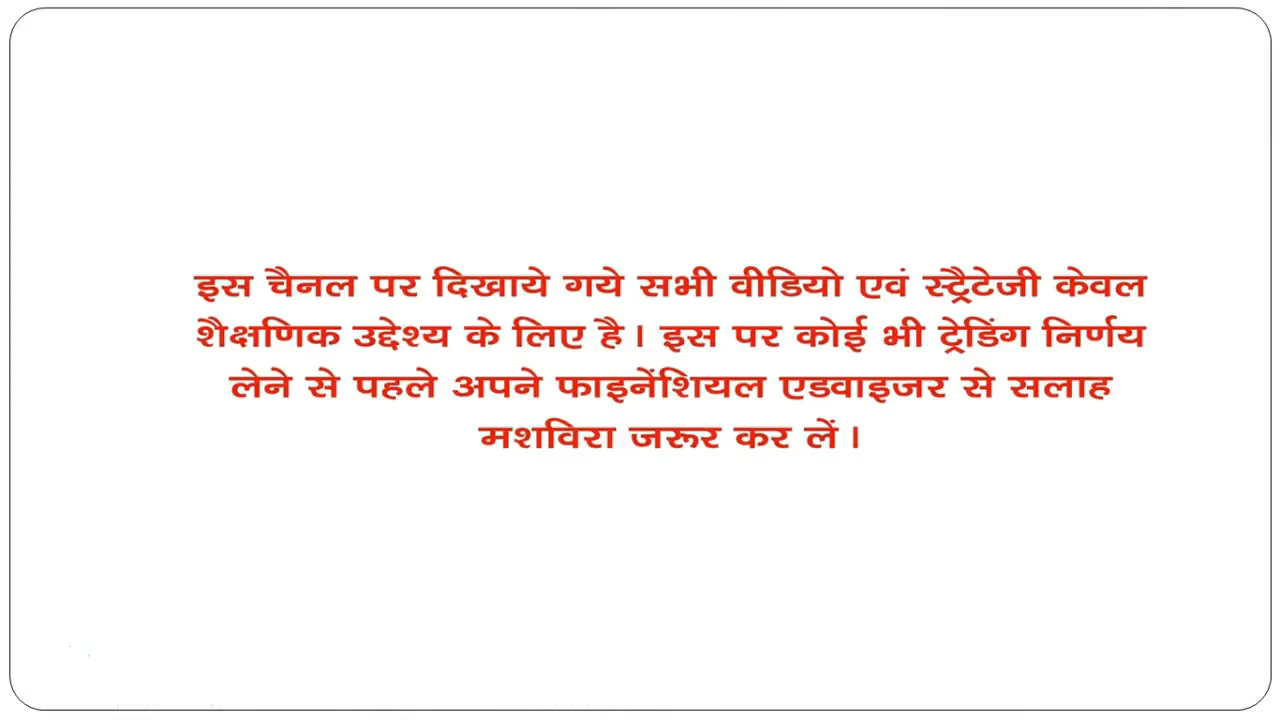 इस चैनल पर दिखाये गये सभी वीडियो एवं स्ट्रैटेजी केवल
शैक्षणिक उद्देश्य के लिए है। इस पर कोई भी ट्रेडिंग निर्णय
लेने से पहले अपने फाइनेंशियल एडवाइजर से सलाह
मशविरा जरूर कर लें।